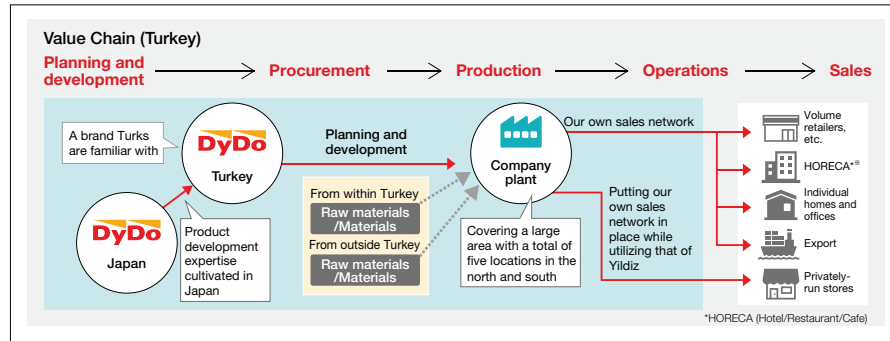 Value Chain (Turkey)
Planning and
development
Procurement
Production
Operations
Sales
A brand Turks
are familiar with
DyDo
Turkey
DyDo
Japan
Product
development
expertise
cultivated in
Japan
Planning and
development
From within Turkey
Raw materials
/Materials
From outside Turkey
Raw materials
/Materials
Company
plant
Covering a large
area with a total of
five locations in the
north and south
Our own sales network
Putting our
own sales
network in
place while
utilizing that of
Yildiz
Volume
retailers,
etc.
HORECA*※
Individual
homes and
offices
Export
Privately-
run stores
*HORECA (Hotel/Restaurant/Cafe)